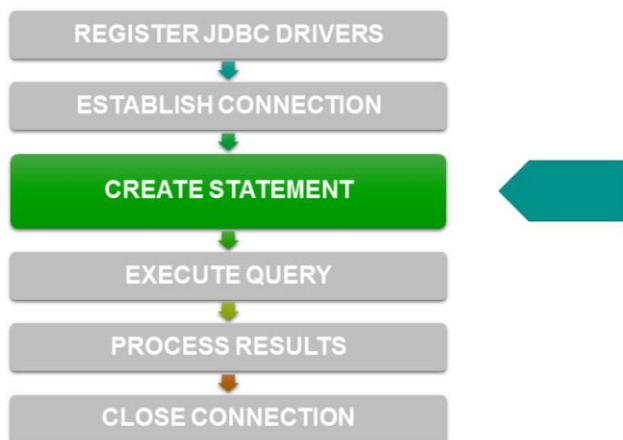 REGISTER JDBC DRIVERS
ESTABLISH CONNECTION
CREATE STATEMENT
EXECUTE QUERY
PROCESS RESULTS
CLOSE CONNECTION